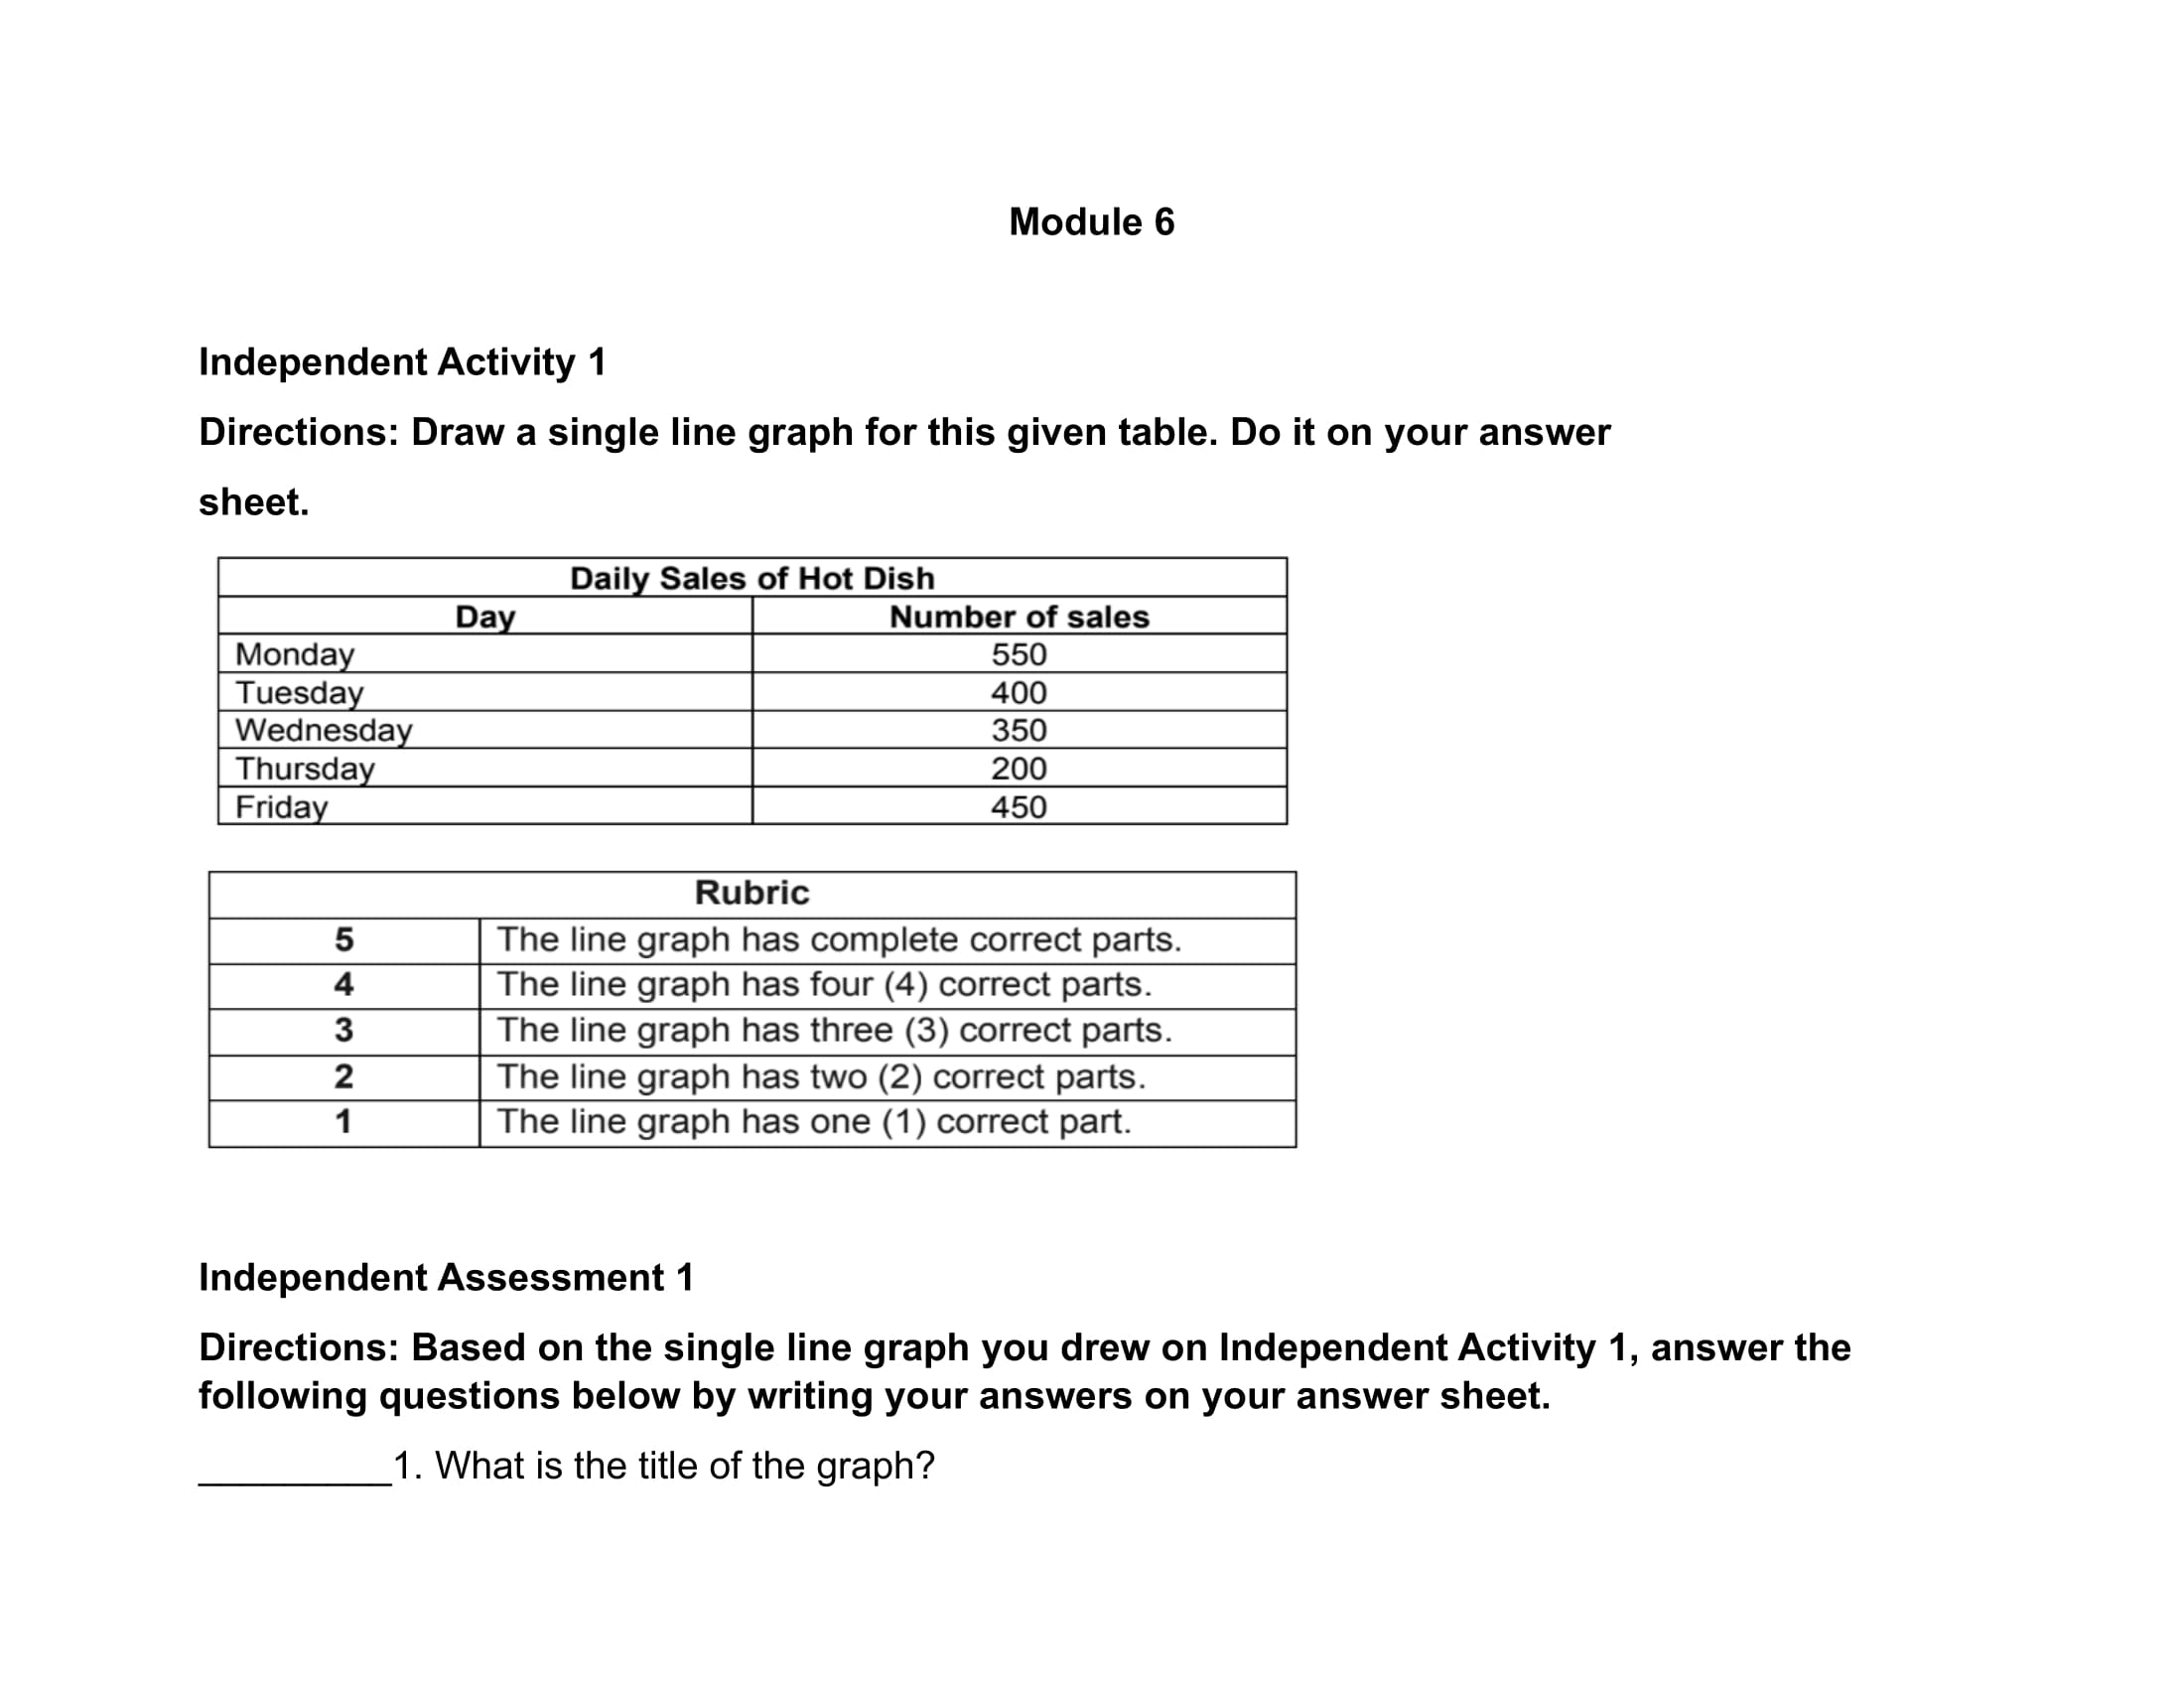 Module 6
Independent Activity 1
Directions: Draw a single line graph for this given table. Do it on your answer
sheet.
Daily Sales of Hot Dish
Day Number of sales
Monday 550
Tuesday 400
Wednesday 350
Thursday 200
Friday 450
Rubric
5 The line graph has complete correct parts.
4 The line graph has four (4) correct parts.
3 The line graph has three (3) correct parts.
2 The line graph has two (2) correct parts.
1 The line graph has one (1) correct part.
Independent Assessment 1
Directions: Based on the single line graph you drew on Independent Activity 1, answer the
following questions below by writing your answers on your answer sheet.
_________1. What is the title of the graph?